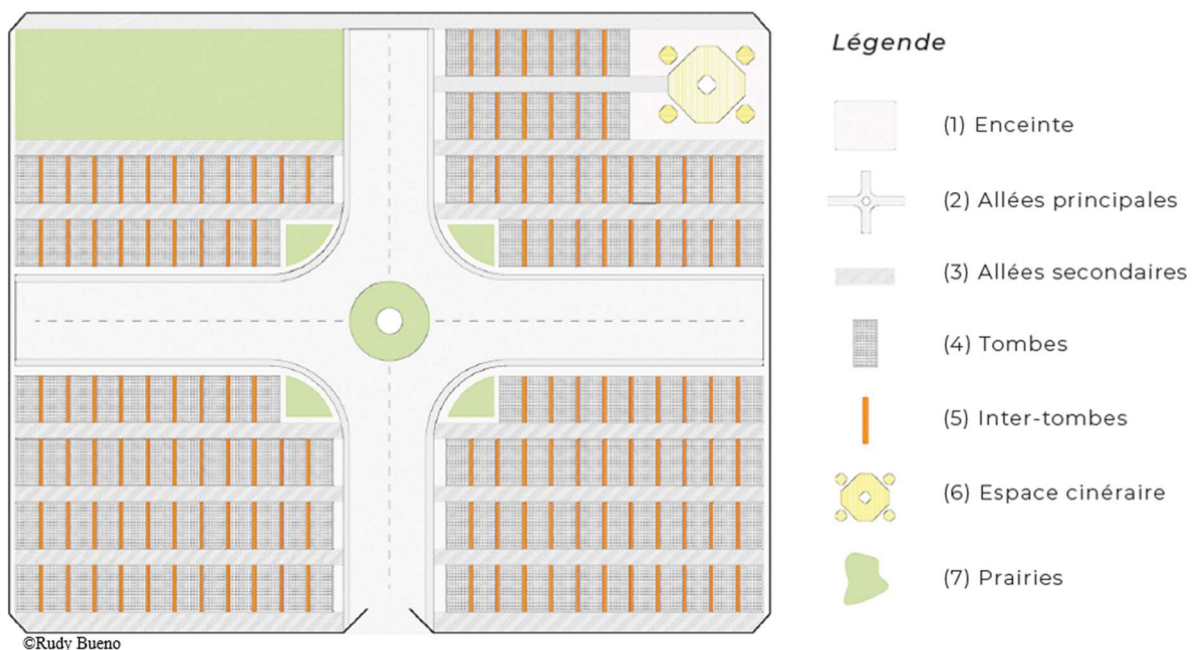 Légende
(1) Enceinte
(2) Allées principales
(3) Allées secondaires
(4) Tombes
(5) Inter-tombes
(6) Espace cinéraire
(7) Prairies
©Rudy Bueno